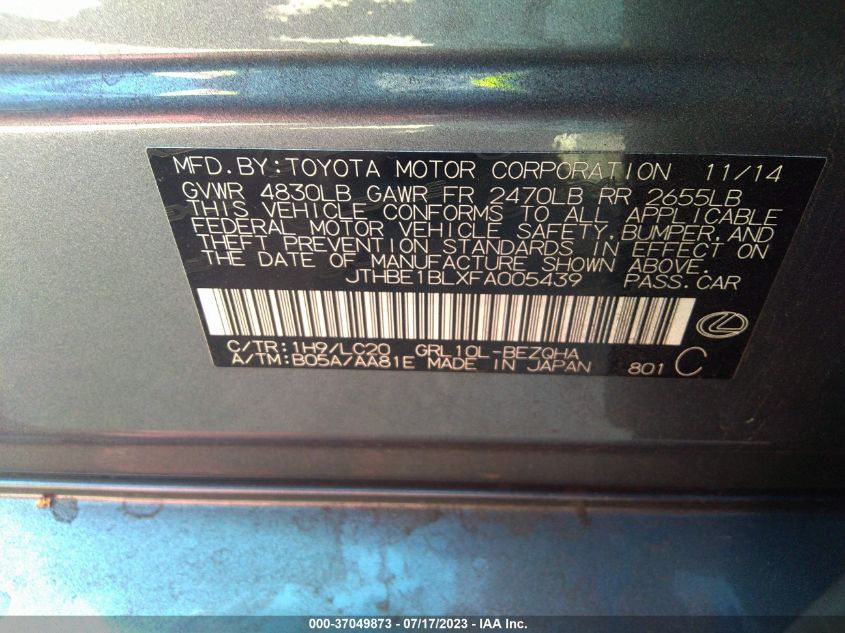 MFD.BY:TOYOTA MOTOR CORPORATION 11/14
GVWR 4830LB GAWR FR 2470LB RR 2655LB
THIS VEHICLE CONFORMS TO ALL APPLICABLE
FEDERAL MOTOR VEHICLE SAFETY,BUMPER,AND
THEFT PREVENTION STANDARDS IN EFFECT ON
THE DATE OF MANUFACTURE SHOWN ABOVE.
JTHBE1BLXFA005439 PASS.CAR
C/TR:1H9/LC20 GRL10L-BEZQHA
A/TM:B05A/AA81E MADE IN JAPAN 801 C
000-37049873 - 07/17/2023 - IAA Inc.